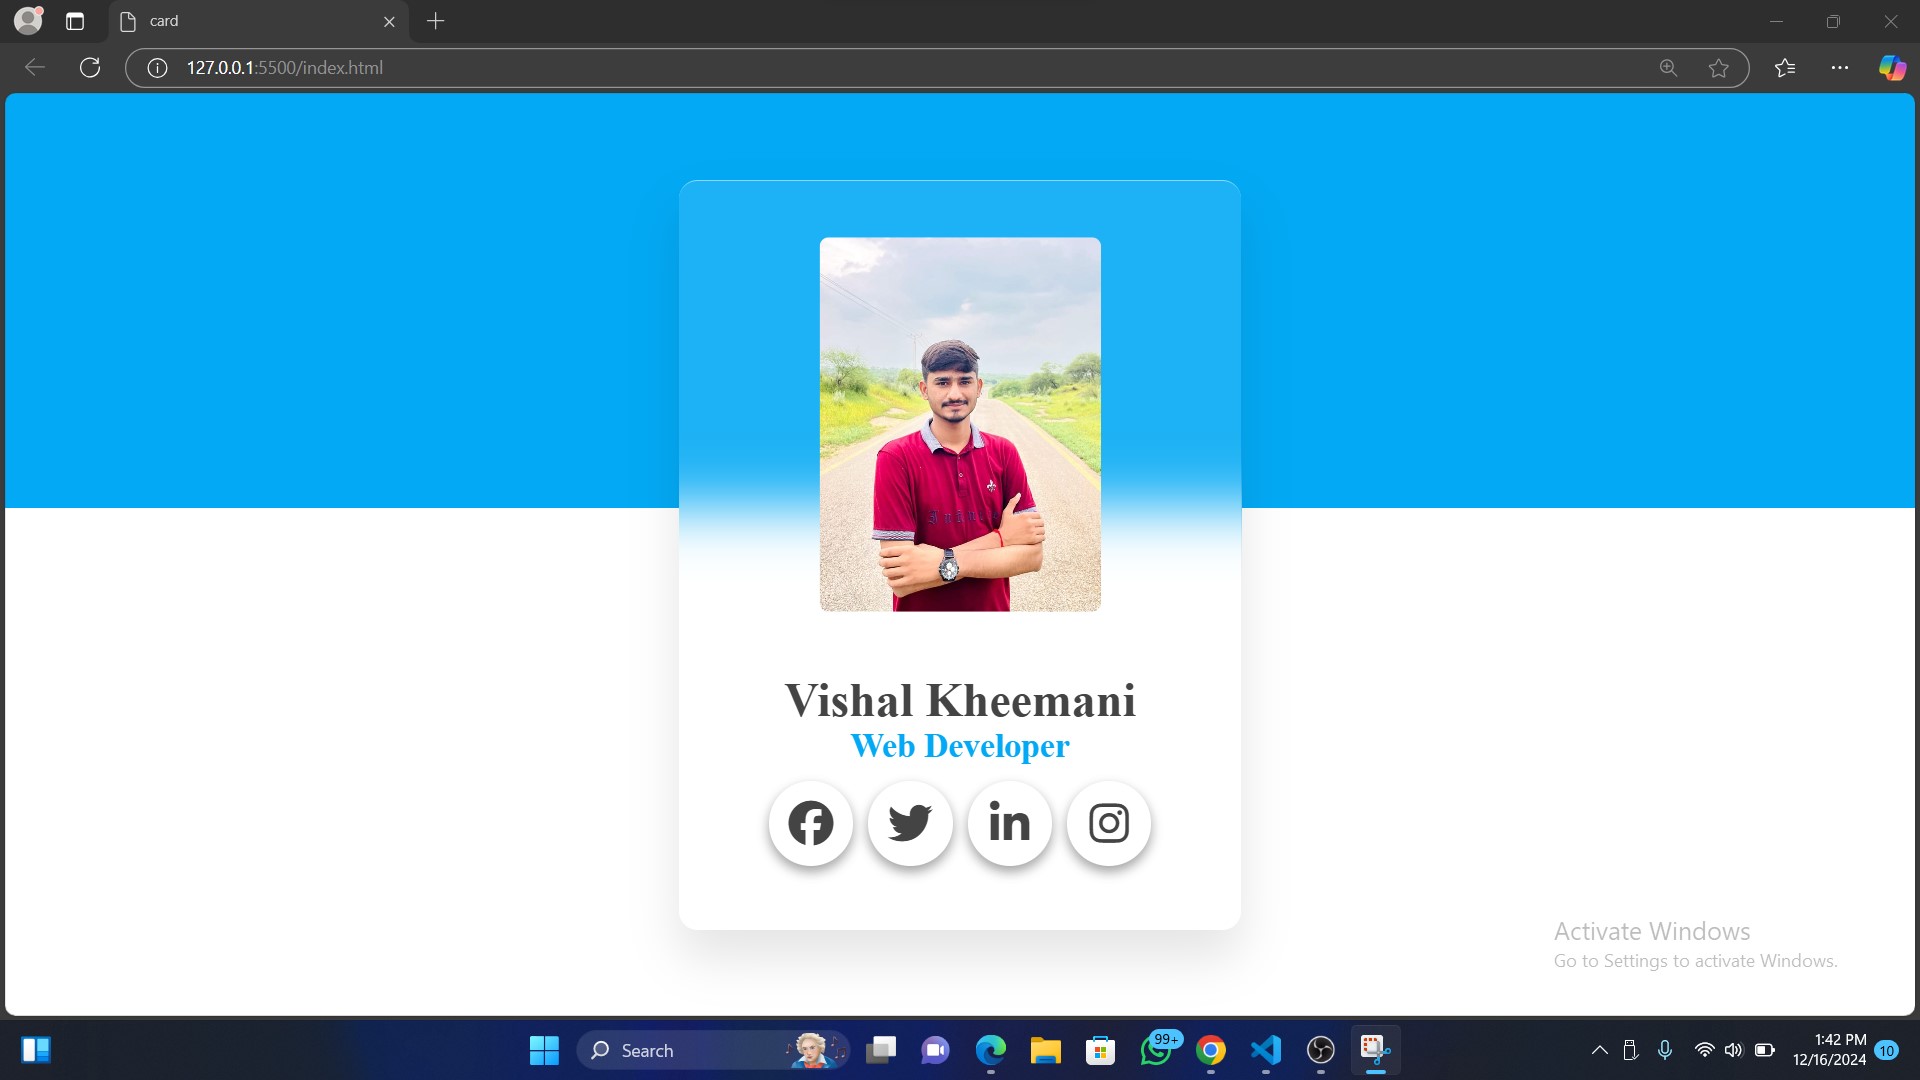 card
127.0.0.1:5500/index.html
Vishal Kheemani
Web Developer
Activate Windows
Go to Settings to activate Windows.
Search
99+
1:42 PM
12/16/2024
10